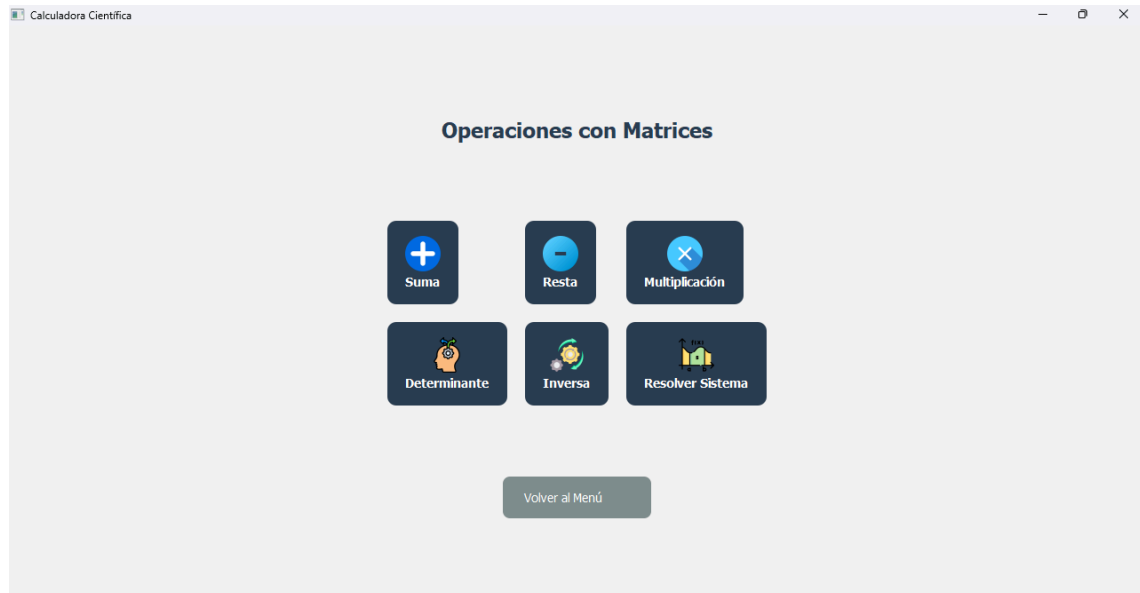 Calculadora Científica
Operaciones con Matrices
Suma
Resta
Multiplicación
Determinante
Inversa
Resolver Sistema
Volver al Menú